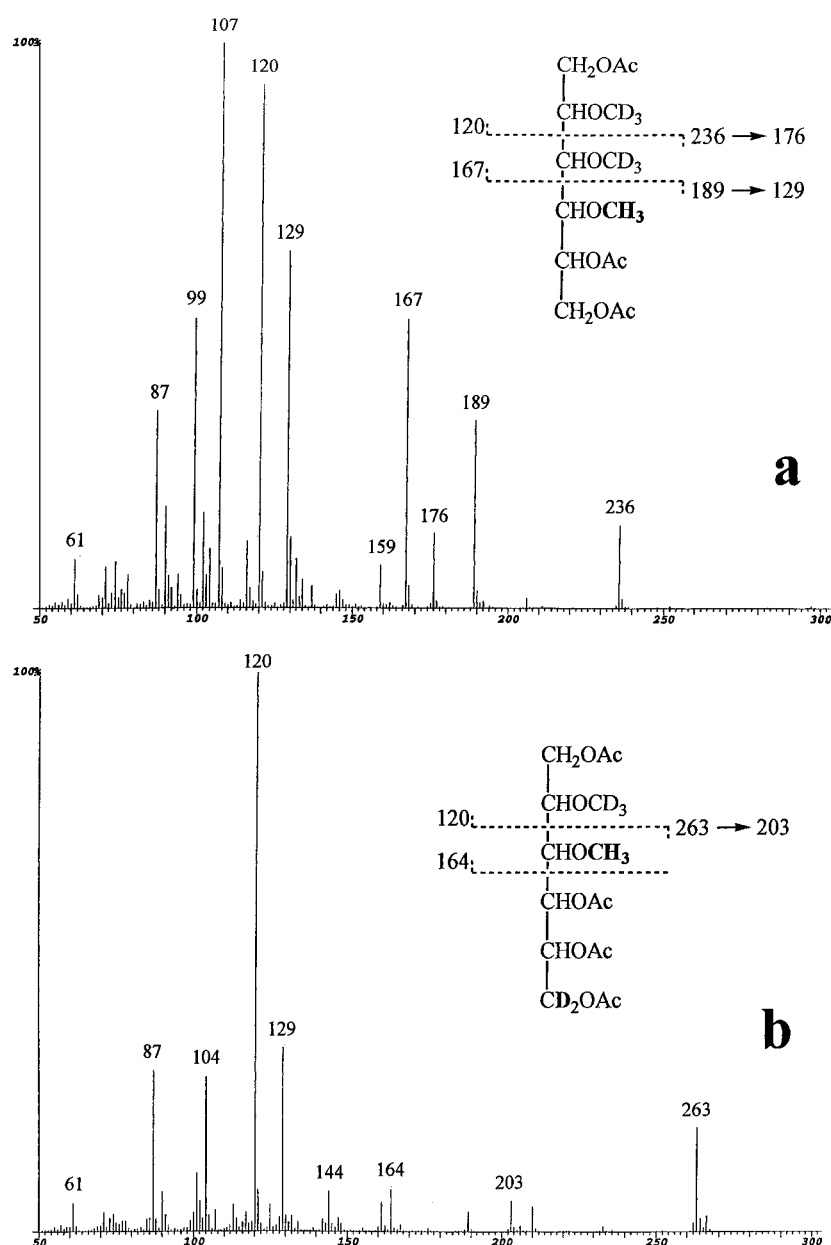 107
100%
120
CH2OAc
CHOCD3
120
236 → 176
CHOCD3
167
189 → 129
CHOCH3
129
CHOAc
99
167
CH2OAc
87
189
a
236
176
61
159
50
100
150
200
250
300
120
100%
CH2OAc
CHOCD3
120
263 → 203
CHOCH3
164
CHOAc
CHOAc
129
CD2OAc
87
104
b
263
144
164
203
61
50
100
150
200
250
300